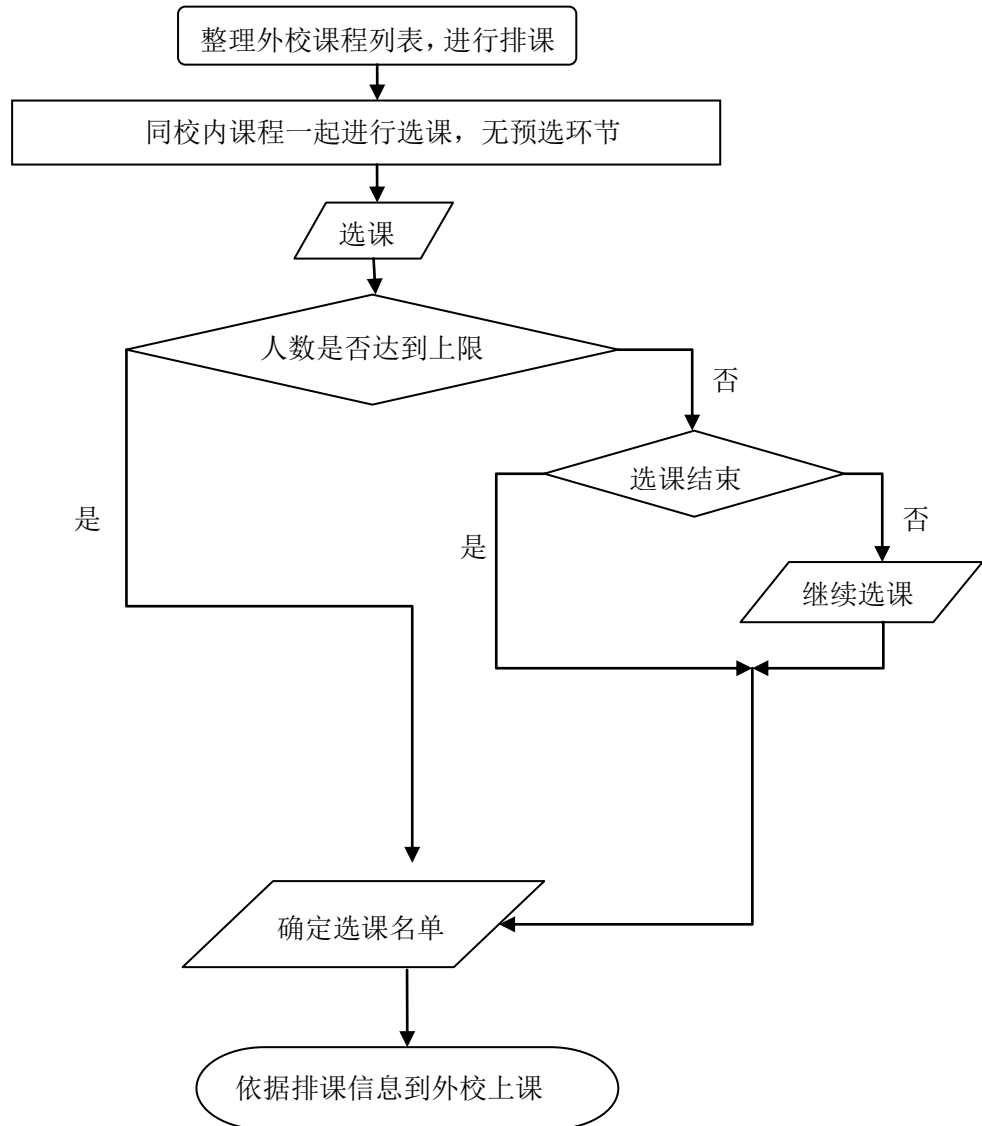 整理外校课程列表，进行排课
同校内课程一起进行选课，无预选环节
选课
人数是否达到上限
否
选课结束
是
是
否
继续选课
确定选课名单
依据排课信息到外校上课